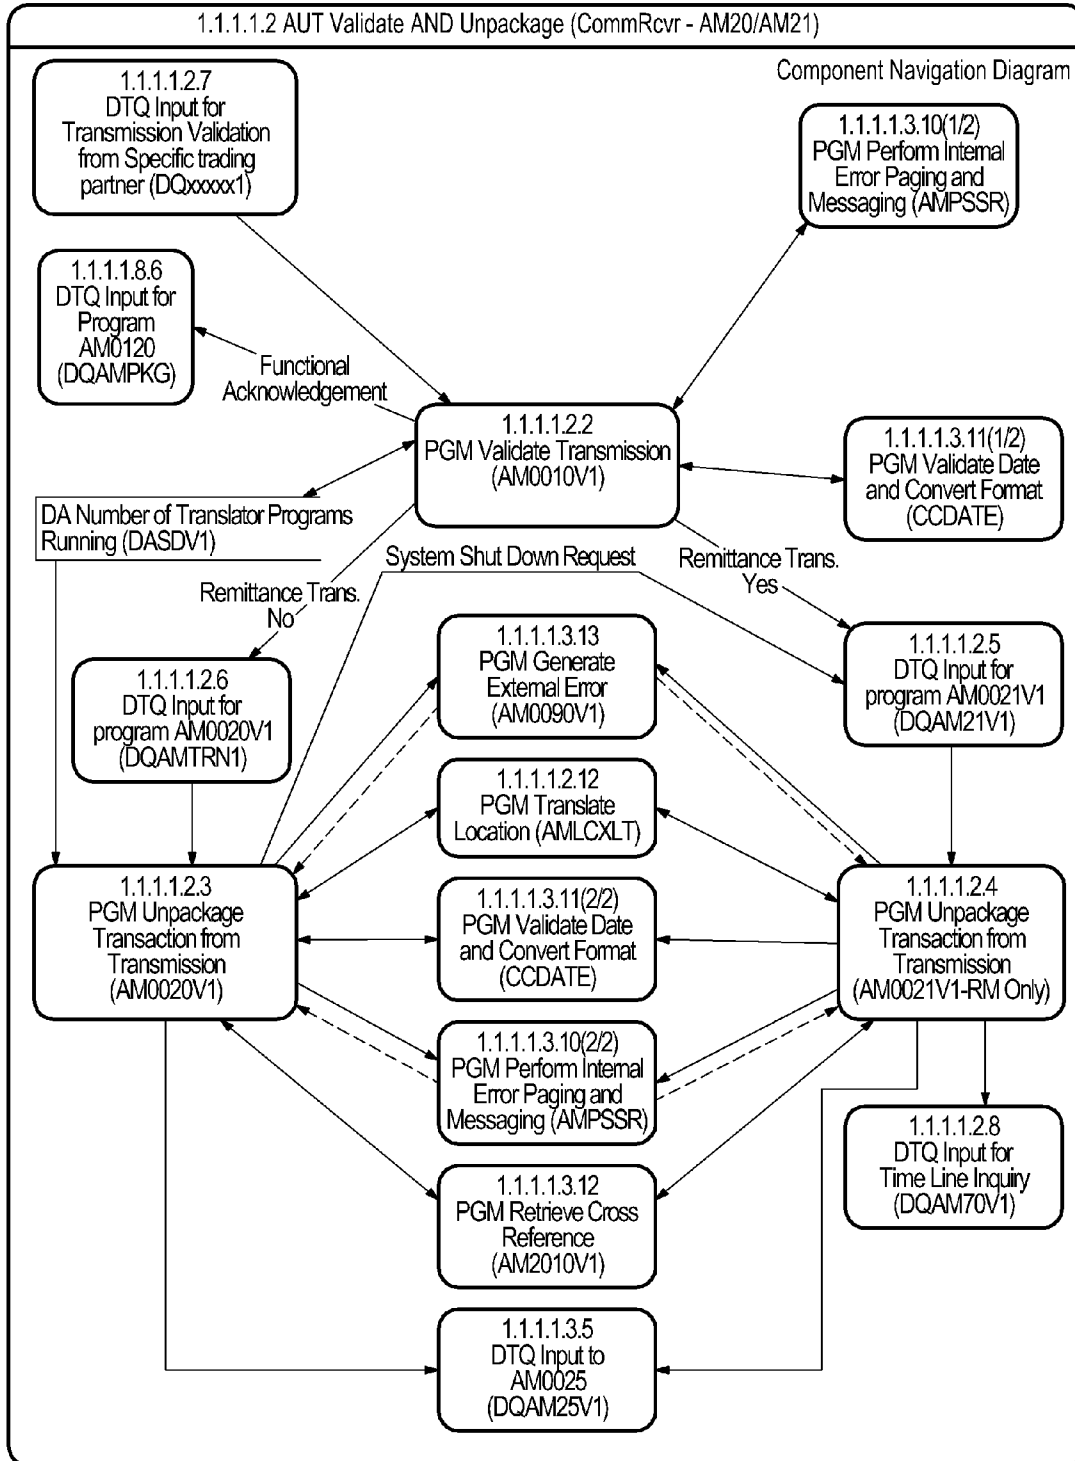 1.1.1.1.2 AUT Validate AND Unpackage (CommRcvr - AM20/AM21)
Component Navigation Diagram
1.1.1.1.2.7
DTQ Input for
Transmission Validation
from Specific trading
partner (DQxxxxx1)
1.1.1.1.3.10(1/2)
PGM Perform Internal
Error Paging and
Messaging (AMPSSR)
1.1.1.1.8.6
DTQ Input for
Program
AM0120
(DQAMPKG)
Functional
Acknowledgement
1.1.1.1.2.2
PGM Validate Transmission
(AM0010V1)
1.1.1.1.3.11(1/2)
PGM Validate Date
and Convert Format
(CCDATE)
DA Number of Translator Programs
Running (DASDV1)
System Shut Down Request
Remittance Trans.
Yes
Remittance Trans.
No
1.1.1.1.3.13
PGM Generate
External Error
(AM0090V1)
1.1.1.1.2.5
DTQ Input for
program AM0021V1
(DQAM21V1)
1.1.1.1.2.6
DTQ Input for
program AM0020V1
(DQAMTRN1)
1.1.1.1.2.12
PGM Translate
Location (AMLCXLT)
1.1.1.1.2.3
PGM Unpackage
Transaction from
Transmission
(AM0020V1)
1.1.1.1.3.11(2/2)
PGM Validate Date
and Convert Format
(CCDATE)
1.1.1.1.2.4
PGM Unpackage
Transaction from
Transmission
(AM0021V1-RM Only)
1.1.1.1.3.10(2/2)
PGM Perform Internal
Error Paging and
Messaging (AMPSSR)
1.1.1.1.2.8
DTQ Input for
Time Line Inquiry
(DQAM70V1)
1.1.1.1.3.12
PGM Retrieve Cross
Reference
(AM2010V1)
1.1.1.1.3.5
DTQ Input to
AM0025
(DQAM25V1)